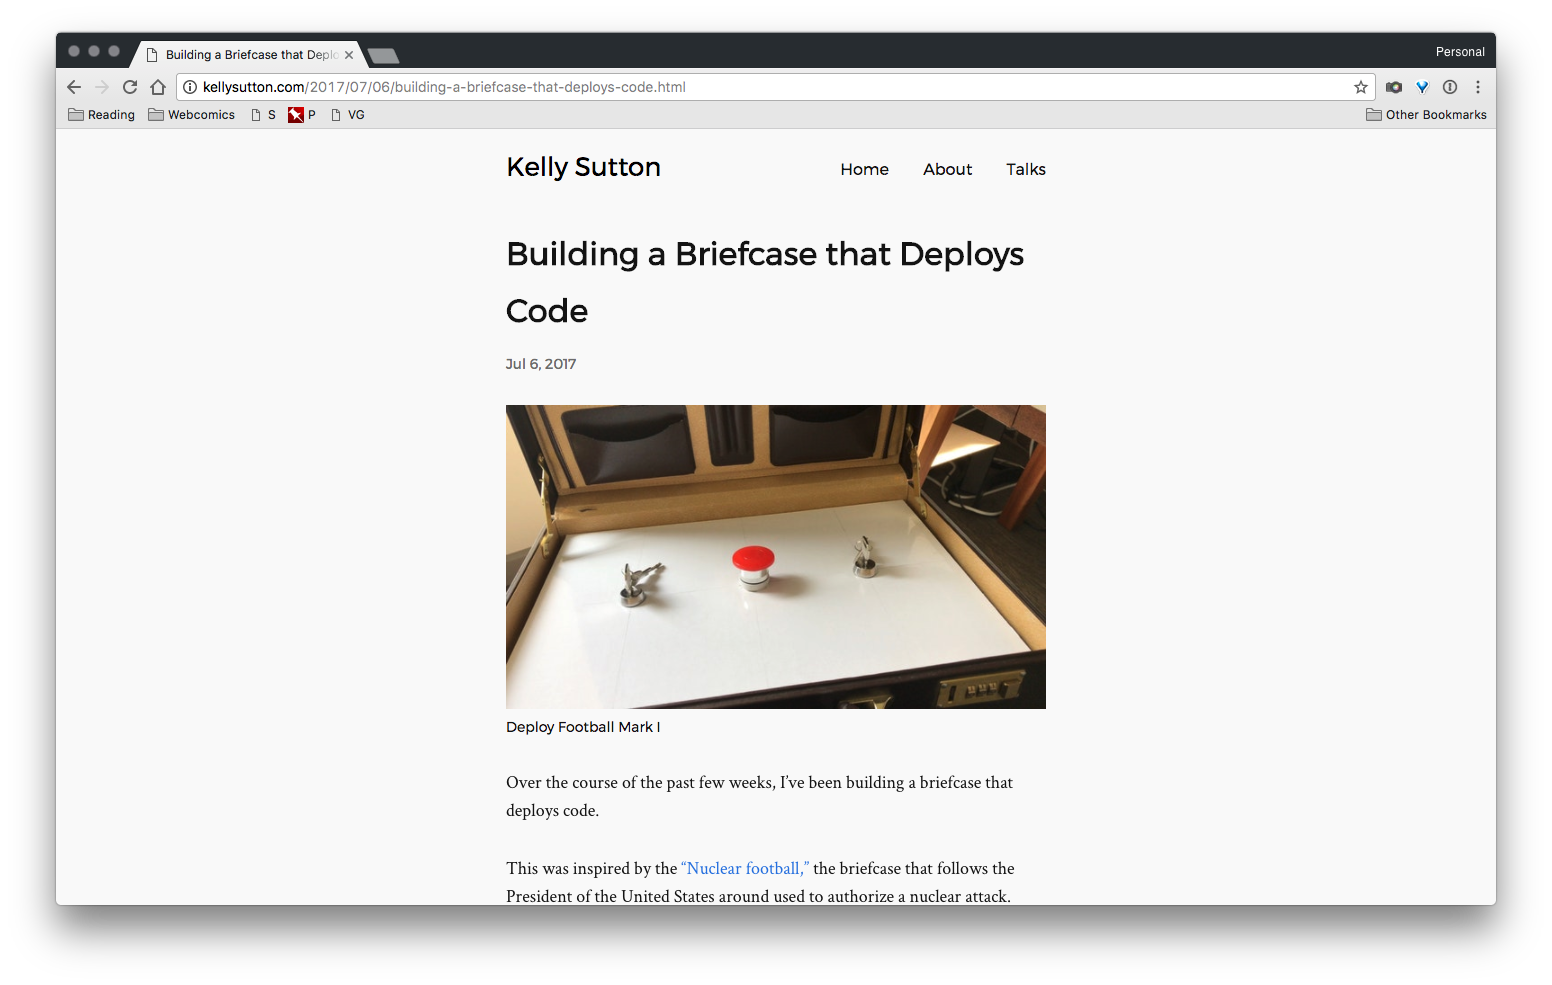 Building a Briefcase that Deplo
Personal
kellysutton.com/2017/07/06/building-a-briefcase-that-deploys-code.html
Reading
Webcomics
S
P
VG
Other Bookmarks
Kelly Sutton
Home
About
Talks
Building a Briefcase that Deploys
Code
Jul 6, 2017
Deploy Football Mark I
Over the course of the past few weeks, I’ve been building a briefcase that
deploys code.
This was inspired by the “Nuclear football,” the briefcase that follows the
President of the United States around used to authorize a nuclear attack.